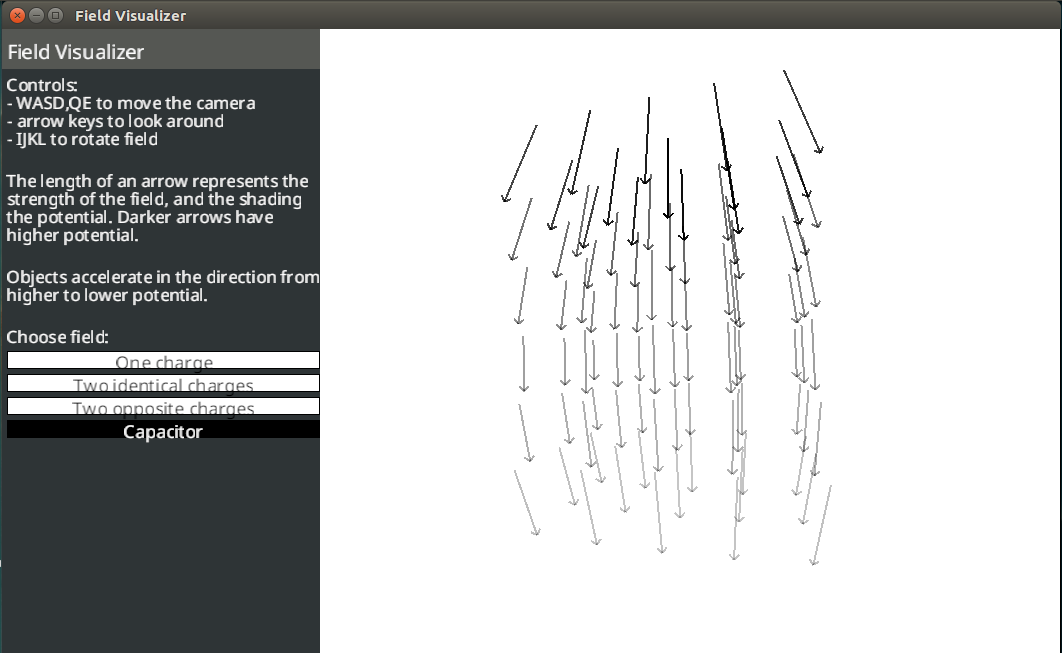 Field Visualizer
Field Visualizer
Controls:
- WASD,QE to move the camera
- arrow keys to look around
- IJKL to rotate field
The length of an arrow represents the
strength of the field, and the shading
the potential. Darker arrows have
higher potential.
Objects accelerate in the direction from
higher to lower potential.
Choose field:
One charge
Two identical charges
Two opposite charges
Capacitor